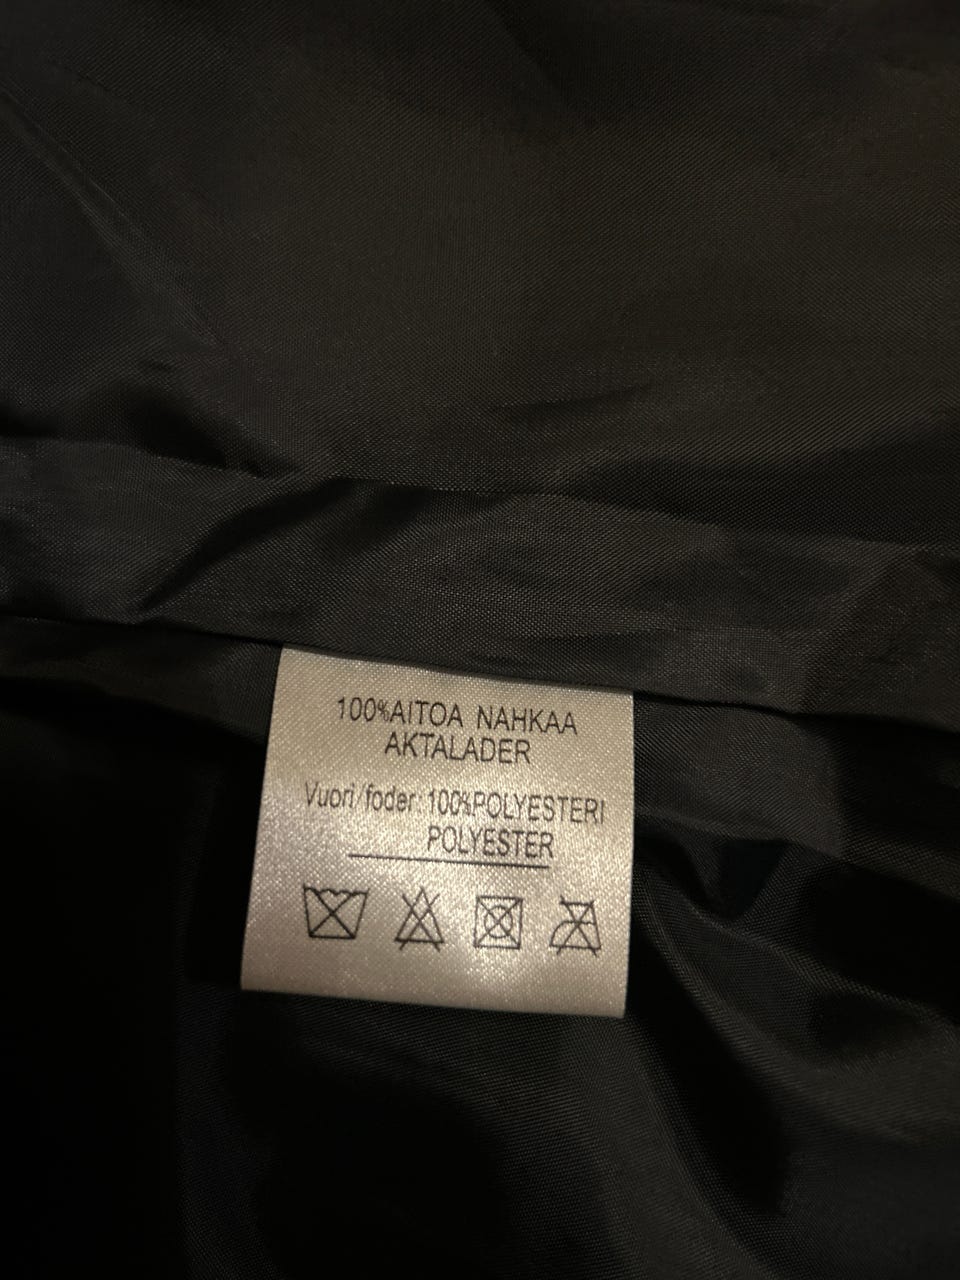 100%AITOA NAHKAA
AKTALADER
Vuori/foder: 100%POLYESTERI
POLYESTER